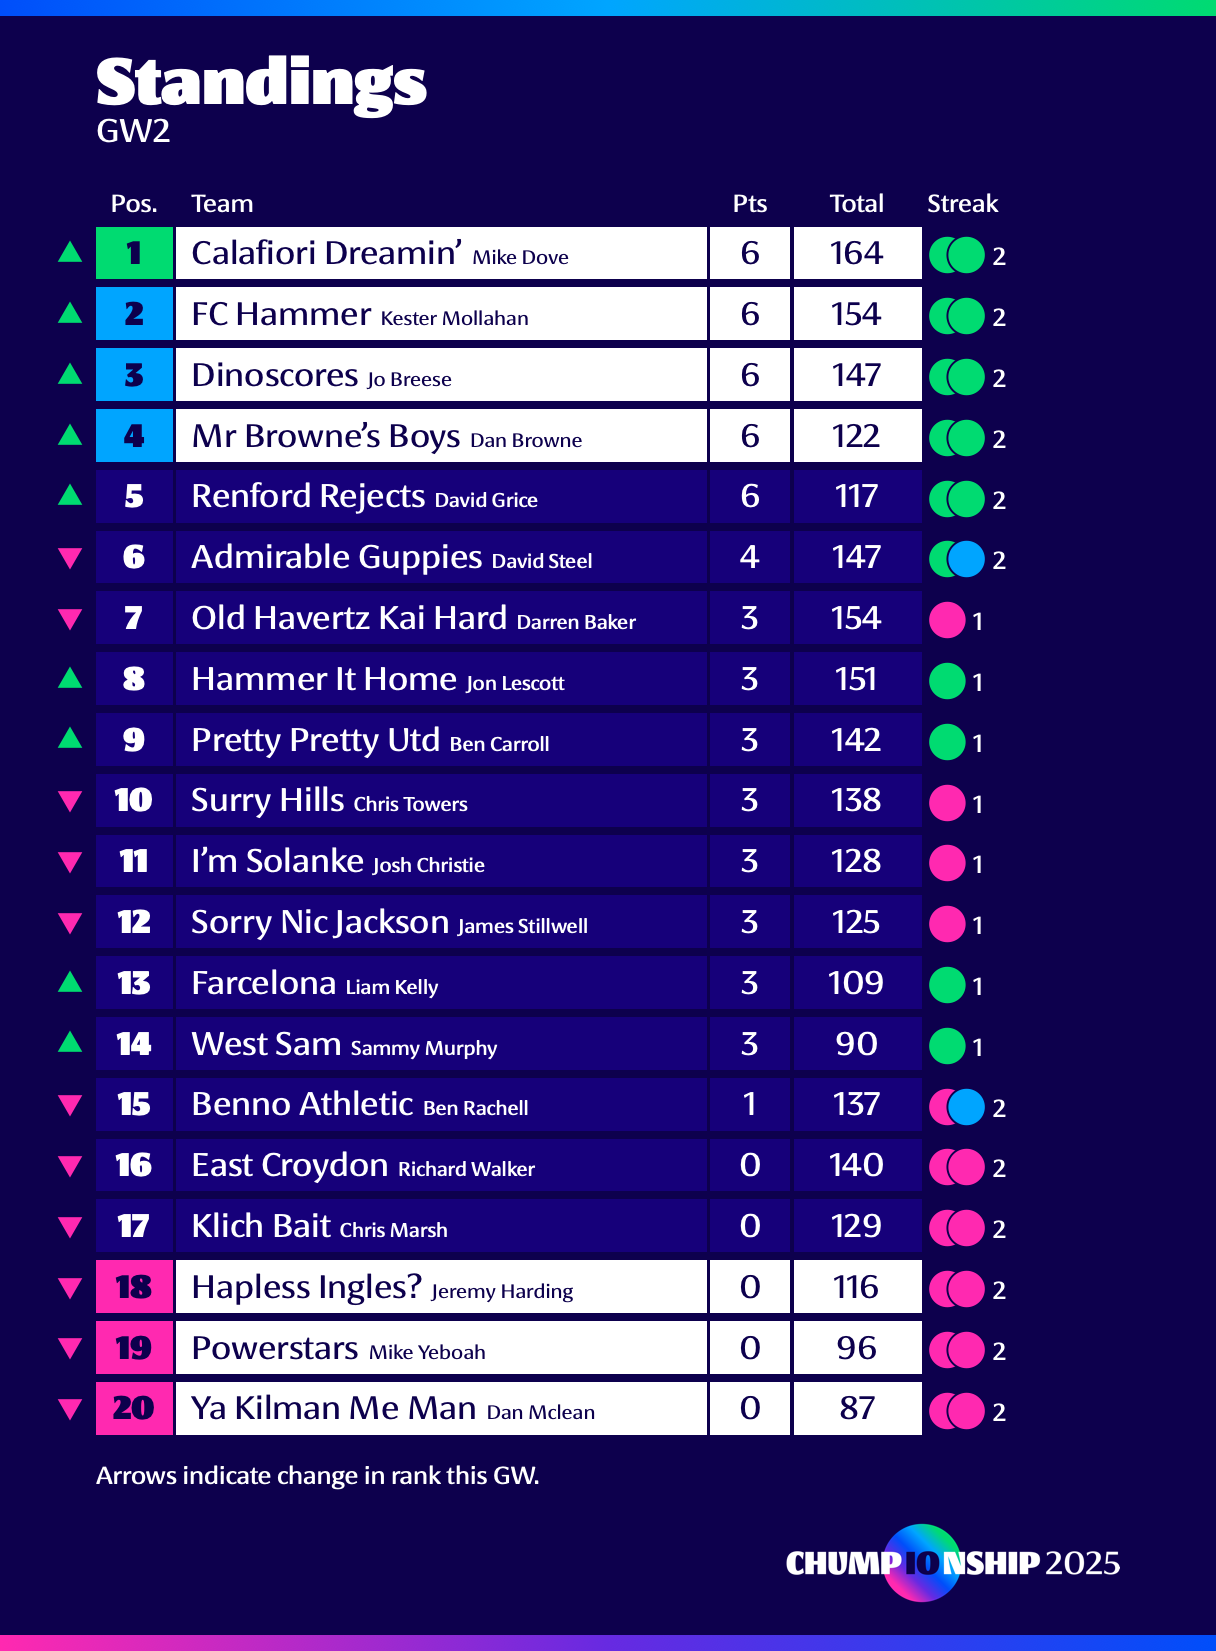 Standings
GW2
Pos. Team Pts Total Streak
1 Calafiori Dreamin’ Mike Dove 6 164 2
2 FC Hammer Kester Mollahan 6 154 2
3 Dinoscores Jo Breese 6 147 2
4 Mr Browne’s Boys Dan Browne 6 122 2
5 Renford Rejects David Grice 6 117 2
6 Admirable Guppies David Steel 4 147 2
7 Old Havertz Kai Hard Darren Baker 3 154 1
8 Hammer It Home Jon Lescott 3 151 1
9 Pretty Pretty Utd Ben Carroll 3 142 1
10 Surry Hills Chris Towers 3 138 1
11 I’m Solanke Josh Christie 3 128 1
12 Sorry Nic Jackson James Stillwell 3 125 1
13 Farcelona Liam Kelly 3 109 1
14 West Sam Sammy Murphy 3 90 1
15 Benno Athletic Ben Rachell 1 137 2
16 East Croydon Richard Walker 0 140 2
17 Klich Bait Chris Marsh 0 129 2
18 Hapless Ingles? Jeremy Harding 0 116 2
19 Powerstars Mike Yeboah 0 96 2
20 Ya Kilman Me Man Dan Mclean 0 87 2
Arrows indicate change in rank this GW.
CHUMPIONSHIP 2025